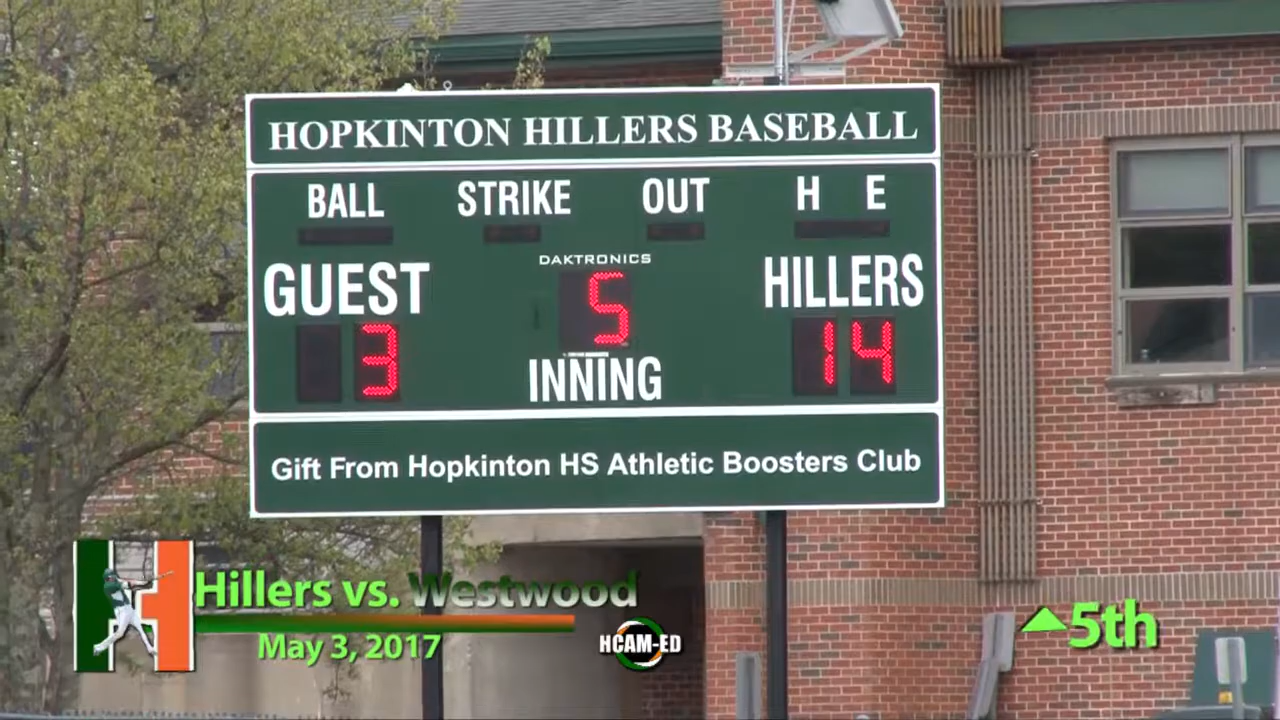 HOPKINTON HILLERS BASEBALL
BALL STRIKE OUT H E
DAKTRONICS
GUEST 5 HILLERS
3 INNING 14
Gift From Hopkinton HS Athletic Boosters Club
H Hillers vs. Westwood
May 3, 2017
HCAM-ED
5th